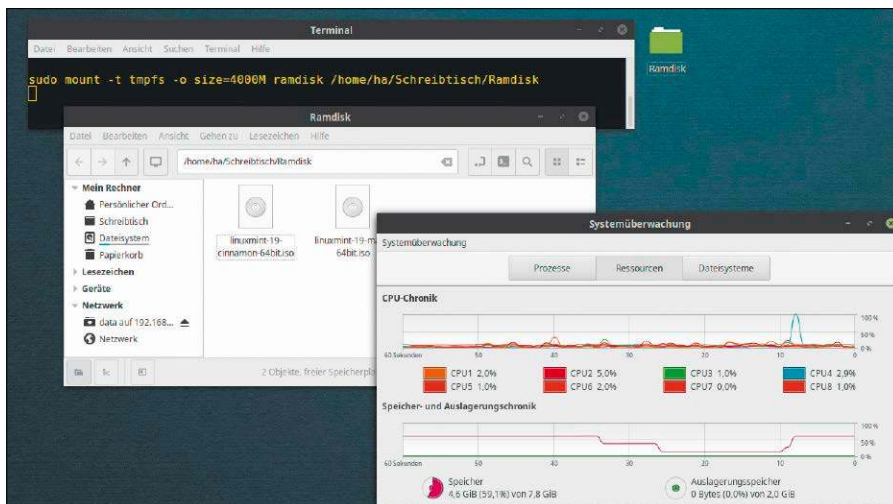 Terminal
Datei Bearbeiten Ansicht Suchen Terminal Hilfe
sudo mount -t tmpfs -o size=4000M ramdisk /home/ha/Schreibtisch/Ramdisk
Ramdisk
Ramdisk
Datei Bearbeiten Ansicht Gehen zu Lesezeichen Hilfe
/home/ha/Schreibtisch/Ramdisk
Mein Rechner
Persönlicher Ord...
Schreibtisch
Dateisystem
Papierkorb
Lesezeichen
Geräte
Netzwerk
data auf 192.168...
Netzwerk
linuxmint-19-
cinnamon-64bit.iso
linuxmint-19-m
64bit.iso
2 Objekte, freier Speicherpla
Systemüberwachung
Systemüberwachung
Prozesse Ressourcen Dateisysteme
CPU-Chronik
100 %
50 %
0 %
60 Sekunden 50 40 30 20 10 0
CPU1 2,0% CPU2 5,0% CPU3 1,0% CPU4 2,9%
CPU5 1,0% CPU6 2,0% CPU7 0,0% CPU8 1,0%
Speicher- und Auslagerungschronik
100 %
50 %
0 %
60 Sekunden 50 40 30 20 10 0
Speicher
4,6 GiB (59,1%) von 7,8 GiB
Auslagerungsspeicher
0 Bytes (0,0%) von 2,0 GiB